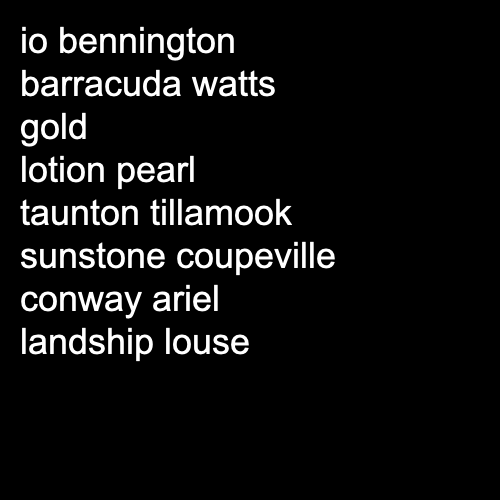 io bennington
barracuda watts
gold
lotion pearl
taunton tillamook
sunstone coupeville
conway ariel
landship louse